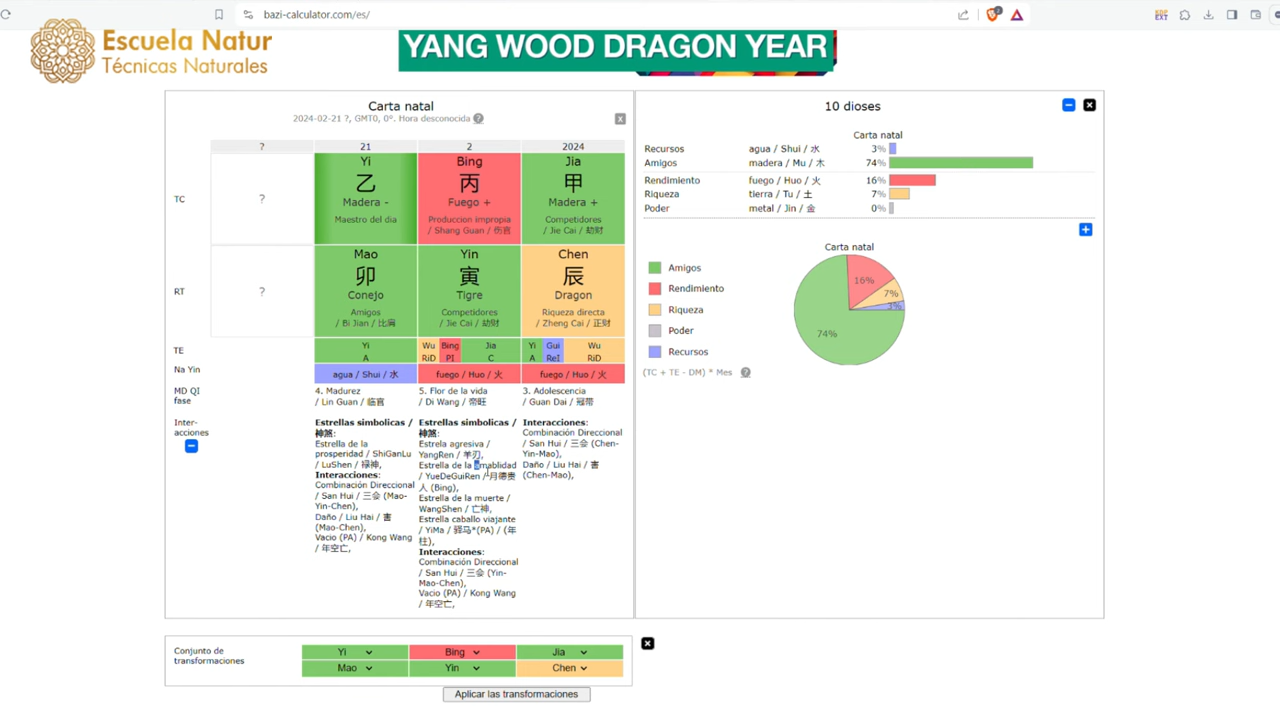 bazi-calculator.com/es/
Escuela Natur
Técnicas Naturales
YANG WOOD DRAGON YEAR
Carta natal
2024-02-21 ?, GMT0, 0º. Hora desconocida ?
x
? 21 2 2024
TC
?
Yi
乙
Madera -
Maestro del dia
Bing
丙
Fuego +
Produccion impropia
/ Shang Guan / 伤官
Jia
甲
Madera +
Competidores
/ Jie Cai / 劫财
RT
?
Mao
卯
Conejo
Amigos
/ Bi Jian / 比肩
Yin
寅
Tigre
Competidores
/ Jie Cai / 劫财
Chen
辰
Dragon
Riqueza directa
/ Zheng Cai / 正财
TE
Yi
A
Wu Bing Jia
RiD PI C
Yi Gui Wu
A ReI RiD
Na Yin
agua / Shui / 水
fuego / Huo / 火
fuego / Huo / 火
MD QI
fase
4. Madurez
/ Lin Guan / 临官
5. Flor de la vida
/ Di Wang / 帝旺
3. Adolescencia
/ Guan Dai / 冠带
Inter-
acciones
Estrellas simbolicas /
神煞:
Estrella de la
prosperidad / ShiGanLu
/ LuShen / 禄神,
Interacciones:
Combinación Direccional
/ San Hui / 三会 (Mao-
Yin-Chen),
Daño / Liu Hai / 害
(Mao-Chen),
Vacio (PA) / Kong Wang
/ 年空亡,
Estrellas simbolicas /
神煞:
Estrela agresiva /
YangRen / 羊刃,
Estrella de la amablidad
/ YueDeGuiRen / 月德贵
人 (Bing),
Estrella de la muerte /
WangShen / 亡神,
Estrella caballo viajante
/ YiMa / 驿马*(PA) / (年
柱),
Interacciones:
Combinación Direccional
/ San Hui / 三会 (Yin-
Mao-Chen),
Vacio (PA) / Kong Wang
/ 年空亡,
Interacciones:
Combinación Direccional
/ San Hui / 三会 (Chen-
Yin-Mao),
Daño / Liu Hai / 害
(Chen-Mao),
10 dioses
Carta natal
Recursos agua / Shui / 水 3%
Amigos madera / Mu / 木 74%
Rendimiento fuego / Huo / 火 16%
Riqueza tierra / Tu / 土 7%
Poder metal / Jin / 金 0%
Carta natal
Amigos
Rendimiento
Riqueza
Poder
Recursos
16%
7%
3%
74%
(TC + TE - DM) * Mes ?
Conjunto de
transformaciones
Yi Bing Jia
Mao Yin Chen
Aplicar las transformaciones